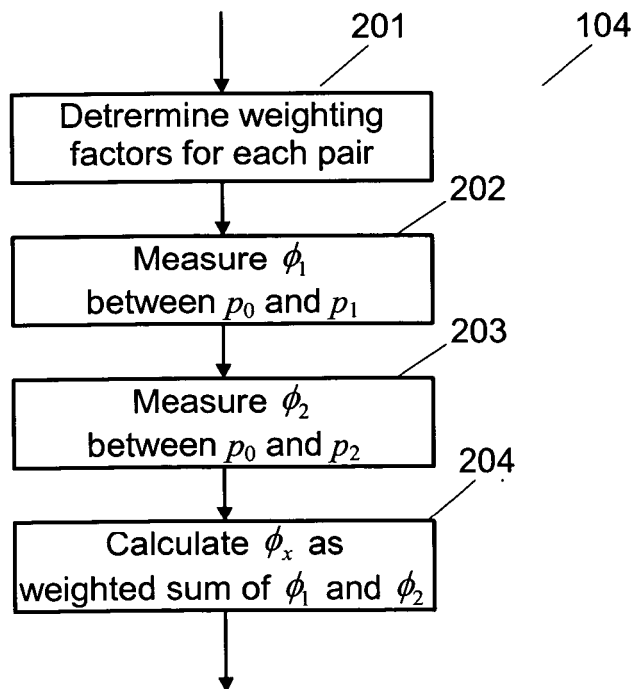 201
104
Detrermine weighting
factors for each pair
202
Measure ϕ₁
between p₀ and p₁
203
Measure ϕ₂
between p₀ and p₂
204
Calculate ϕₓ as
weighted sum of ϕ₁ and ϕ₂